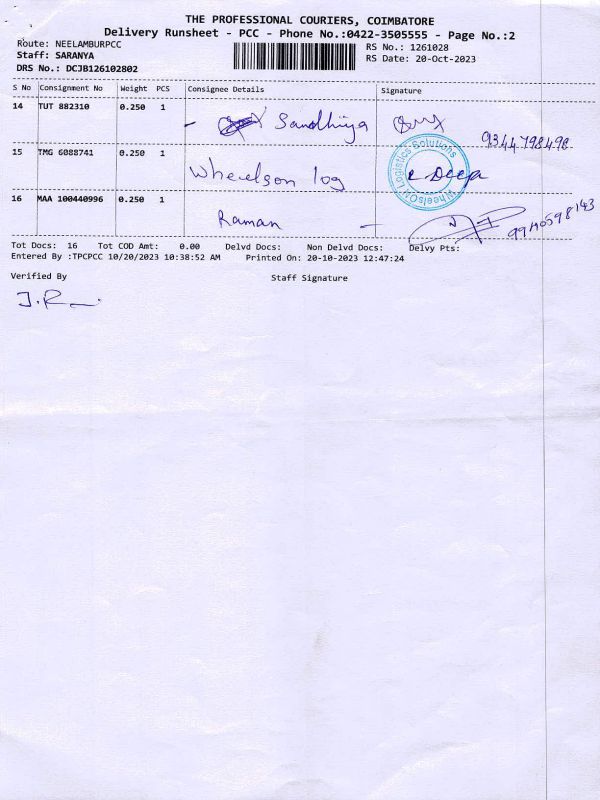 THE PROFESSIONAL COURIERS, COIMBATORE
Delivery Runsheet - PCC - Phone No.:0422-3505555 - Page No.:2
Route: NEELAMBURPCC RS No.: 1261028
Staff: SARANYA RS Date: 20-Oct-2023
DRS No.: DCJB126102802
S No Consignment No Weight PCS Consignee Details Signature
14 TUT 882310 0.250 1
- Sandhiya 9344798498
15 TMG 6088741 0.250 1
Wheelson log Deepa
WheelsOn Logistics Solutions
16 MAA 100440996 0.250 1
Raman -
Tot Docs: 16 Tot COD Amt: 0.00 Delvd Docs: Non Delvd Docs: Delvy Pts:
Entered By :TPCPCC 10/20/2023 10:38:52 AM Printed On: 20-10-2023 12:47:24
Verified By Staff Signature